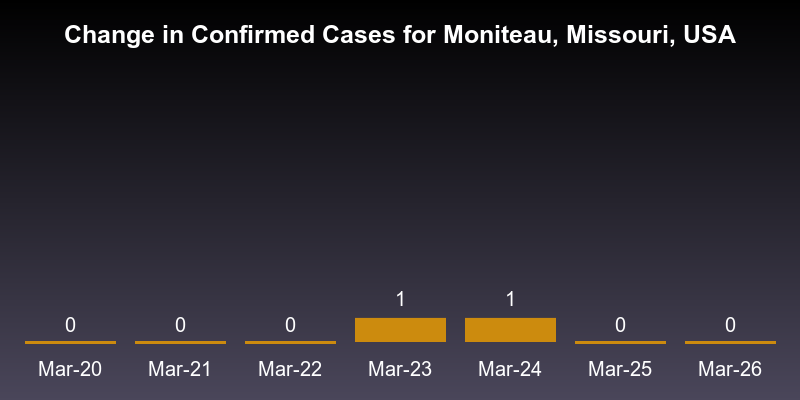 Change in Confirmed Cases for Moniteau, Missouri, USA
1 1
0 0 0 0 0
Mar-20 Mar-21 Mar-22 Mar-23 Mar-24 Mar-25 Mar-26